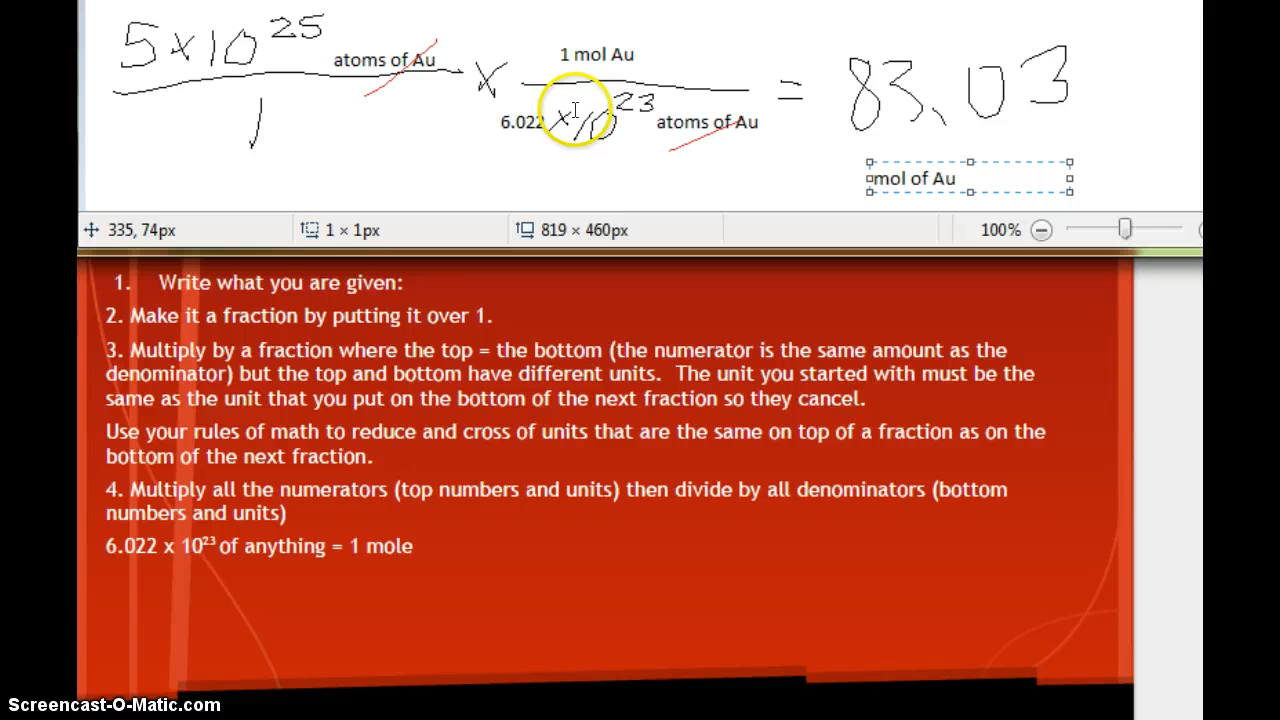 5 x 10^25 atoms of Au x 1 mol Au = 83.03
1 6.022 x 10^23 atoms of Au
mol of Au
335, 74px 1 × 1px 819 × 460px 100%
1. Write what you are given:
2. Make it a fraction by putting it over 1.
3. Multiply by a fraction where the top = the bottom (the numerator is the same amount as the
denominator) but the top and bottom have different units. The unit you started with must be the
same as the unit that you put on the bottom of the next fraction so they cancel.
Use your rules of math to reduce and cross of units that are the same on top of a fraction as on the
bottom of the next fraction.
4. Multiply all the numerators (top numbers and units) then divide by all denominators (bottom
numbers and units)
6.022 x 10^23 of anything = 1 mole
Screencast-O-Matic.com